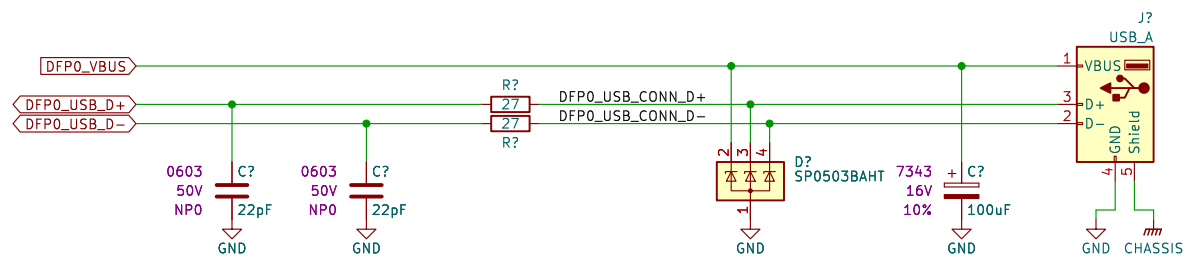 J?
USB_A
DFP0_VBUS
1
VBUS
R?
DFP0_USB_D+
27
DFP0_USB_CONN_D+
3
D+
DFP0_USB_D-
27
DFP0_USB_CONN_D-
2
D-
R?
GND
Shield
4
5
2
3
4
0603
50V
NP0
C?
22pF
0603
50V
NP0
C?
22pF
D?
SP0503BAHT
1
7343
16V
10%
+
C?
100uF
GND
GND
GND
GND
GND
CHASSIS